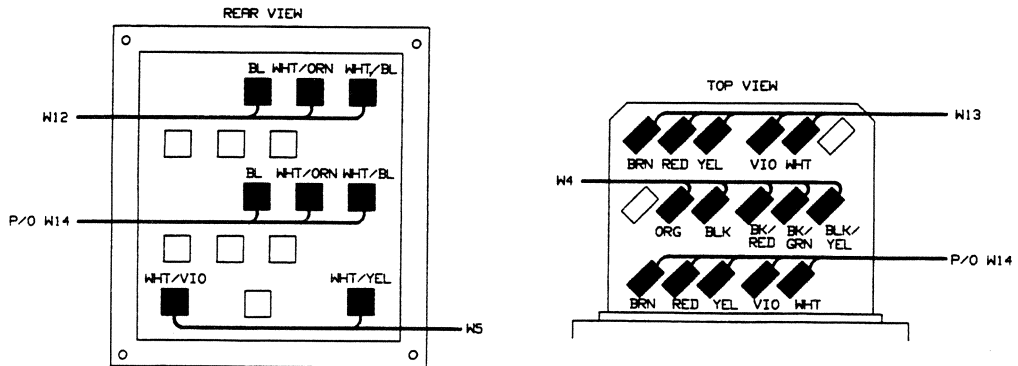 REAR VIEW
BL WHT/ORN WHT/BL
W12
BL WHT/ORN WHT/BL
P/O W14
WHT/VIO WHT/YEL
W5
TOP VIEW
W13
BRN RED YEL VIO WHT
W4
ORG BLK BK/RED BK/GRN BLK/YEL
P/O W14
BRN RED YEL VIO WHT